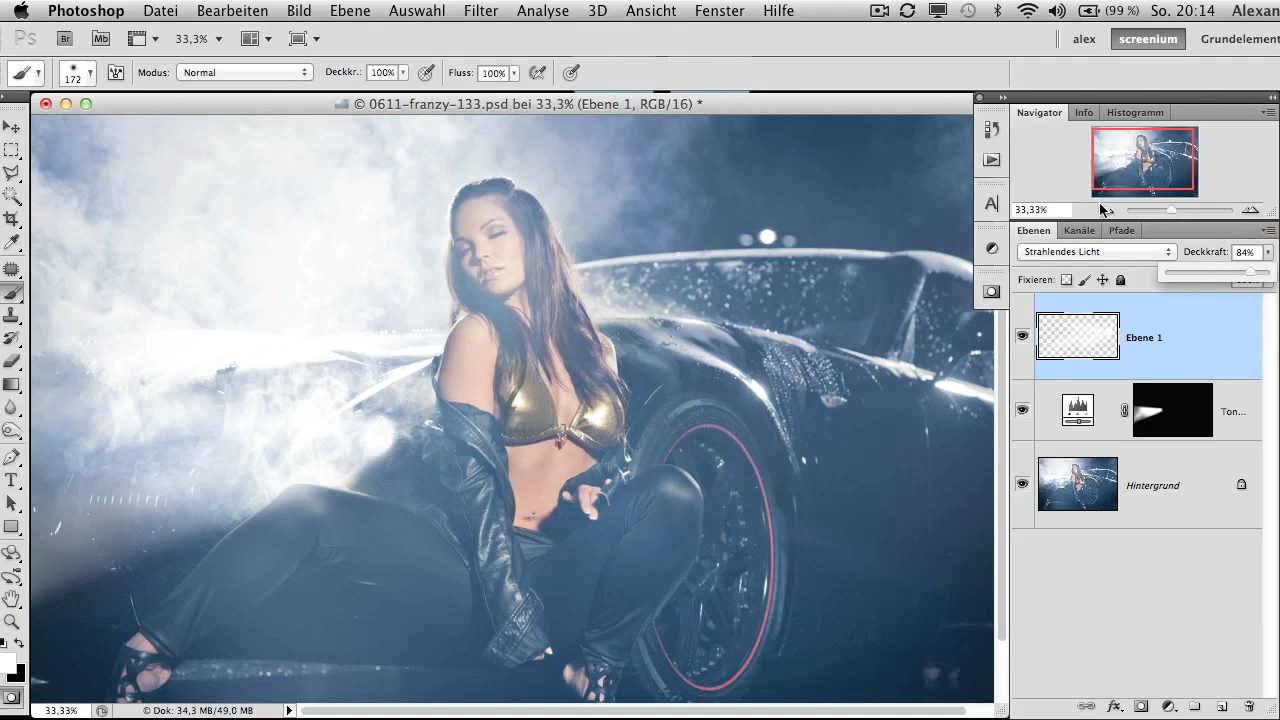 Photoshop Datei Bearbeiten Bild Ebene Auswahl Filter Analyse 3D Ansicht Fenster Hilfe (99 %) So. 20:14 Alexan
Ps Br Mb 33,3% alex screenium Grundelement
172 Modus: Normal Deckkr.: 100% Fluss: 100%
© 0611-franzy-133.psd bei 33,3% (Ebene 1, RGB/16) *
Navigator Info Histogramm
33,33%
Ebenen Kanäle Pfade
Strahlendes Licht Deckkraft: 84%
Fixieren:
Ebene 1
Ton...
Hintergrund
33,33% © Dok: 34,3 MB/49,0 MB